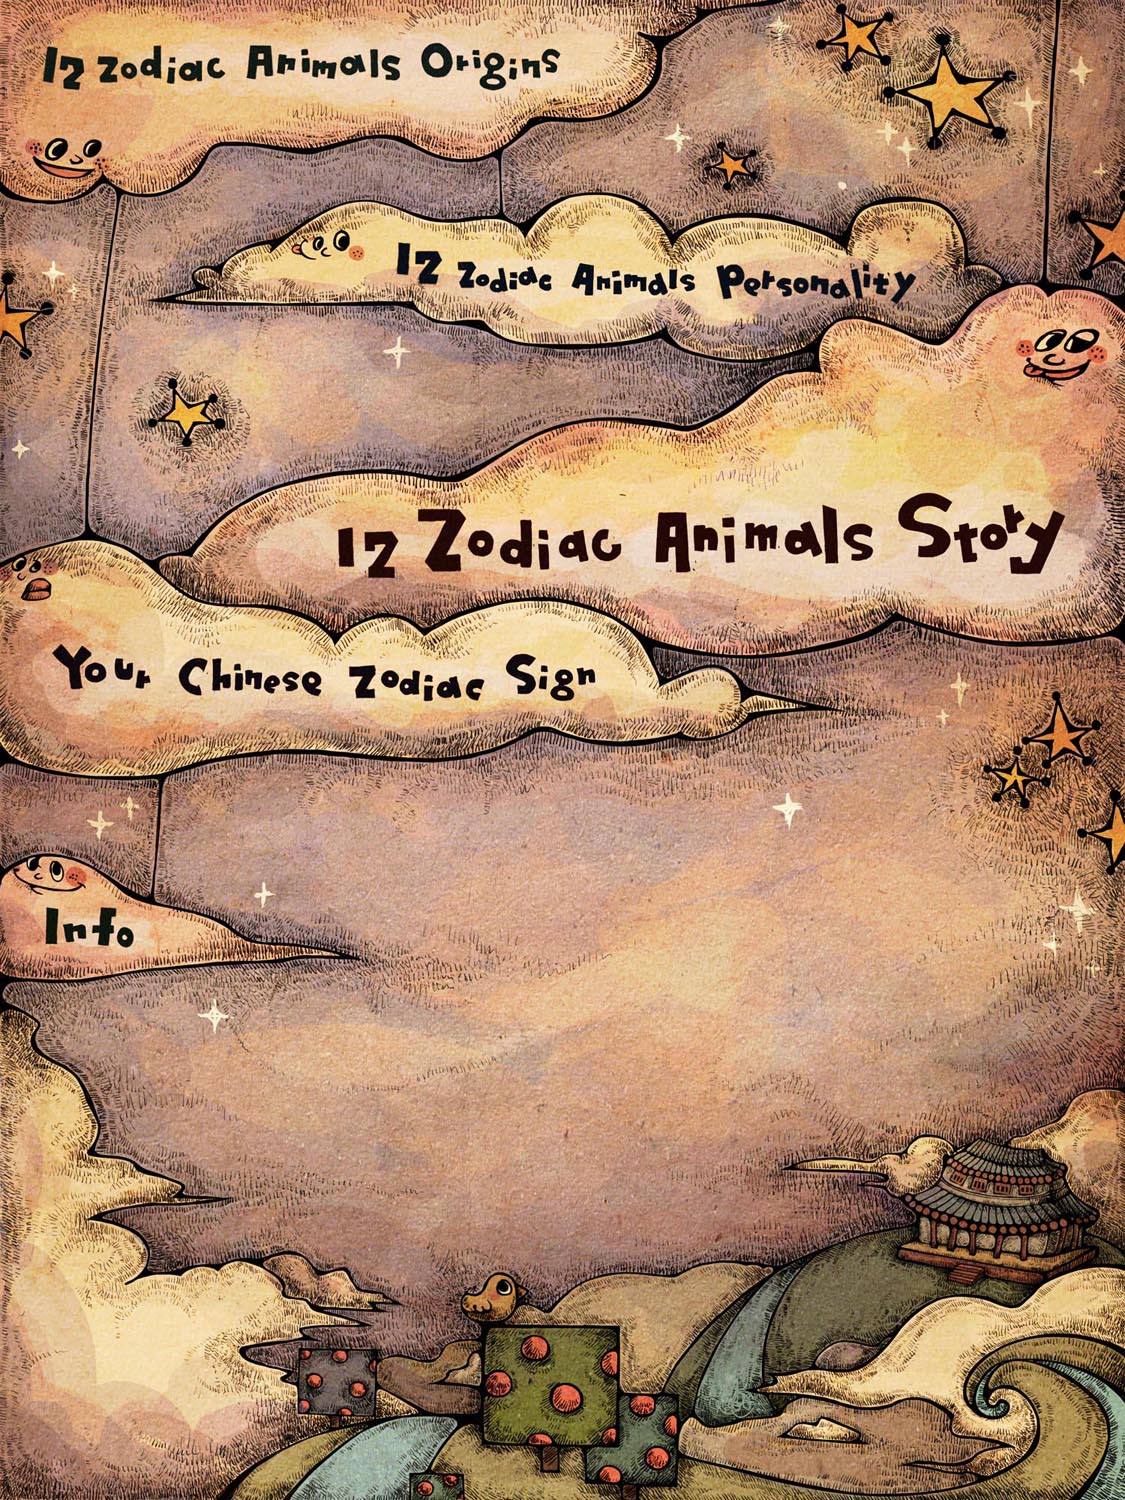 12 Zodiac Animals Origins
12 Zodiac Animals Personality
12 Zodiac Animals Story
Your Chinese Zodiac Sign
Info